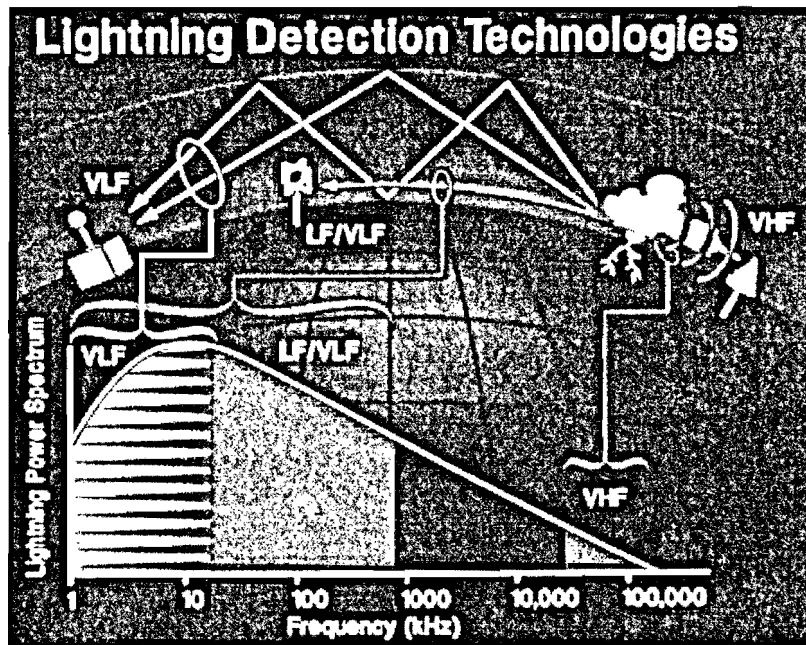 Lightning Detection Technologies
VLF
LF/VLF
VHF
VLF
LF/VLF
VHF
Lightning Power Spectrum
1 10 100 1000 10,000 100,000
Frequency (kHz)